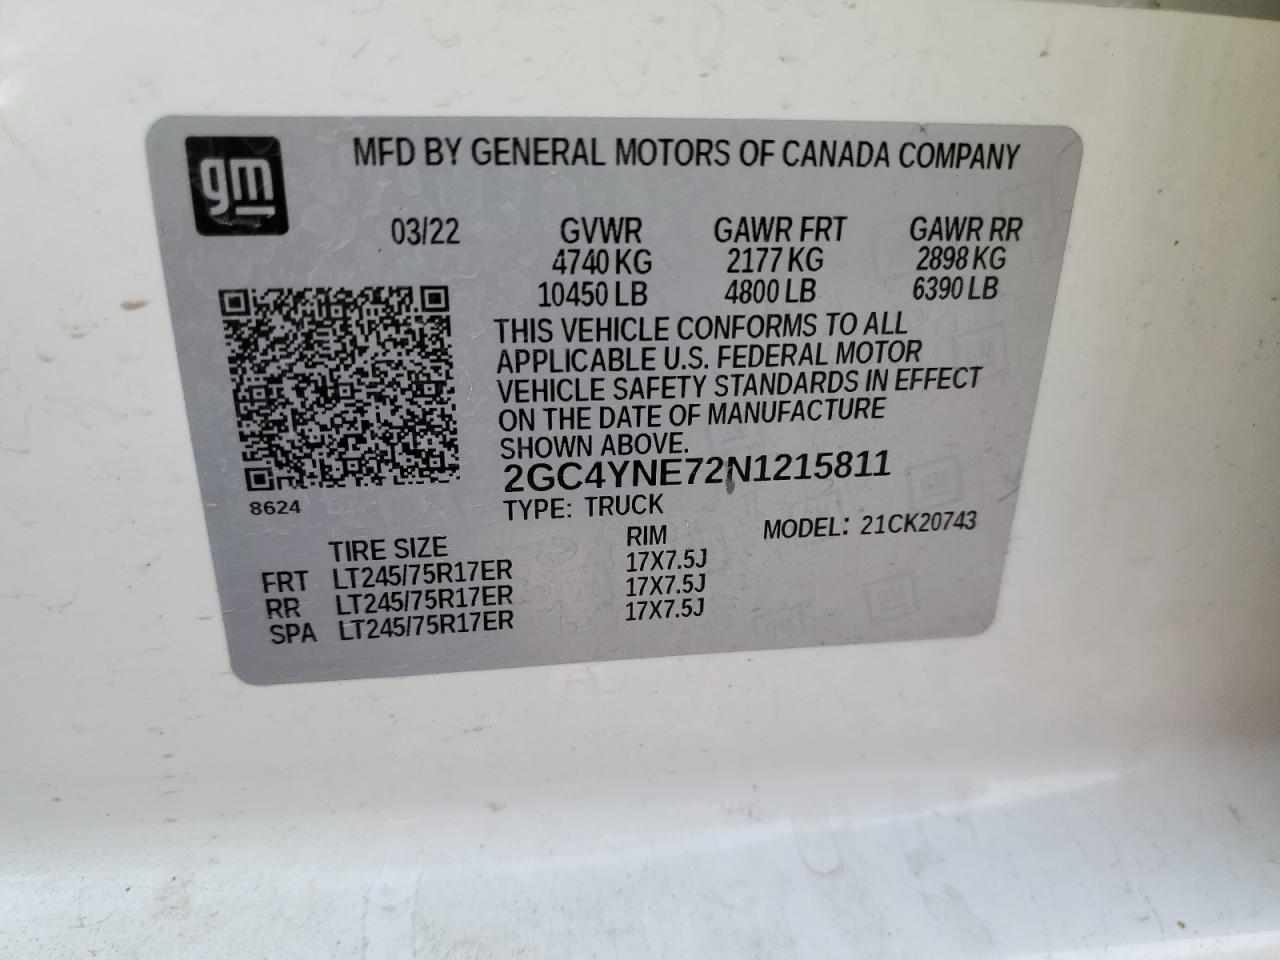 gm
MFD BY GENERAL MOTORS OF CANADA COMPANY
03/22 GVWR GAWR FRT GAWR RR
4740 KG 2177 KG 2898 KG
10450 LB 4800 LB 6390 LB
THIS VEHICLE CONFORMS TO ALL
APPLICABLE U.S. FEDERAL MOTOR
VEHICLE SAFETY STANDARDS IN EFFECT
ON THE DATE OF MANUFACTURE
SHOWN ABOVE.
2GC4YNE72N1215811
8624
TYPE: TRUCK
MODEL: 21CK20743
TIRE SIZE RIM
FRT LT245/75R17ER 17X7.5J
RR LT245/75R17ER 17X7.5J
SPA LT245/75R17ER 17X7.5J